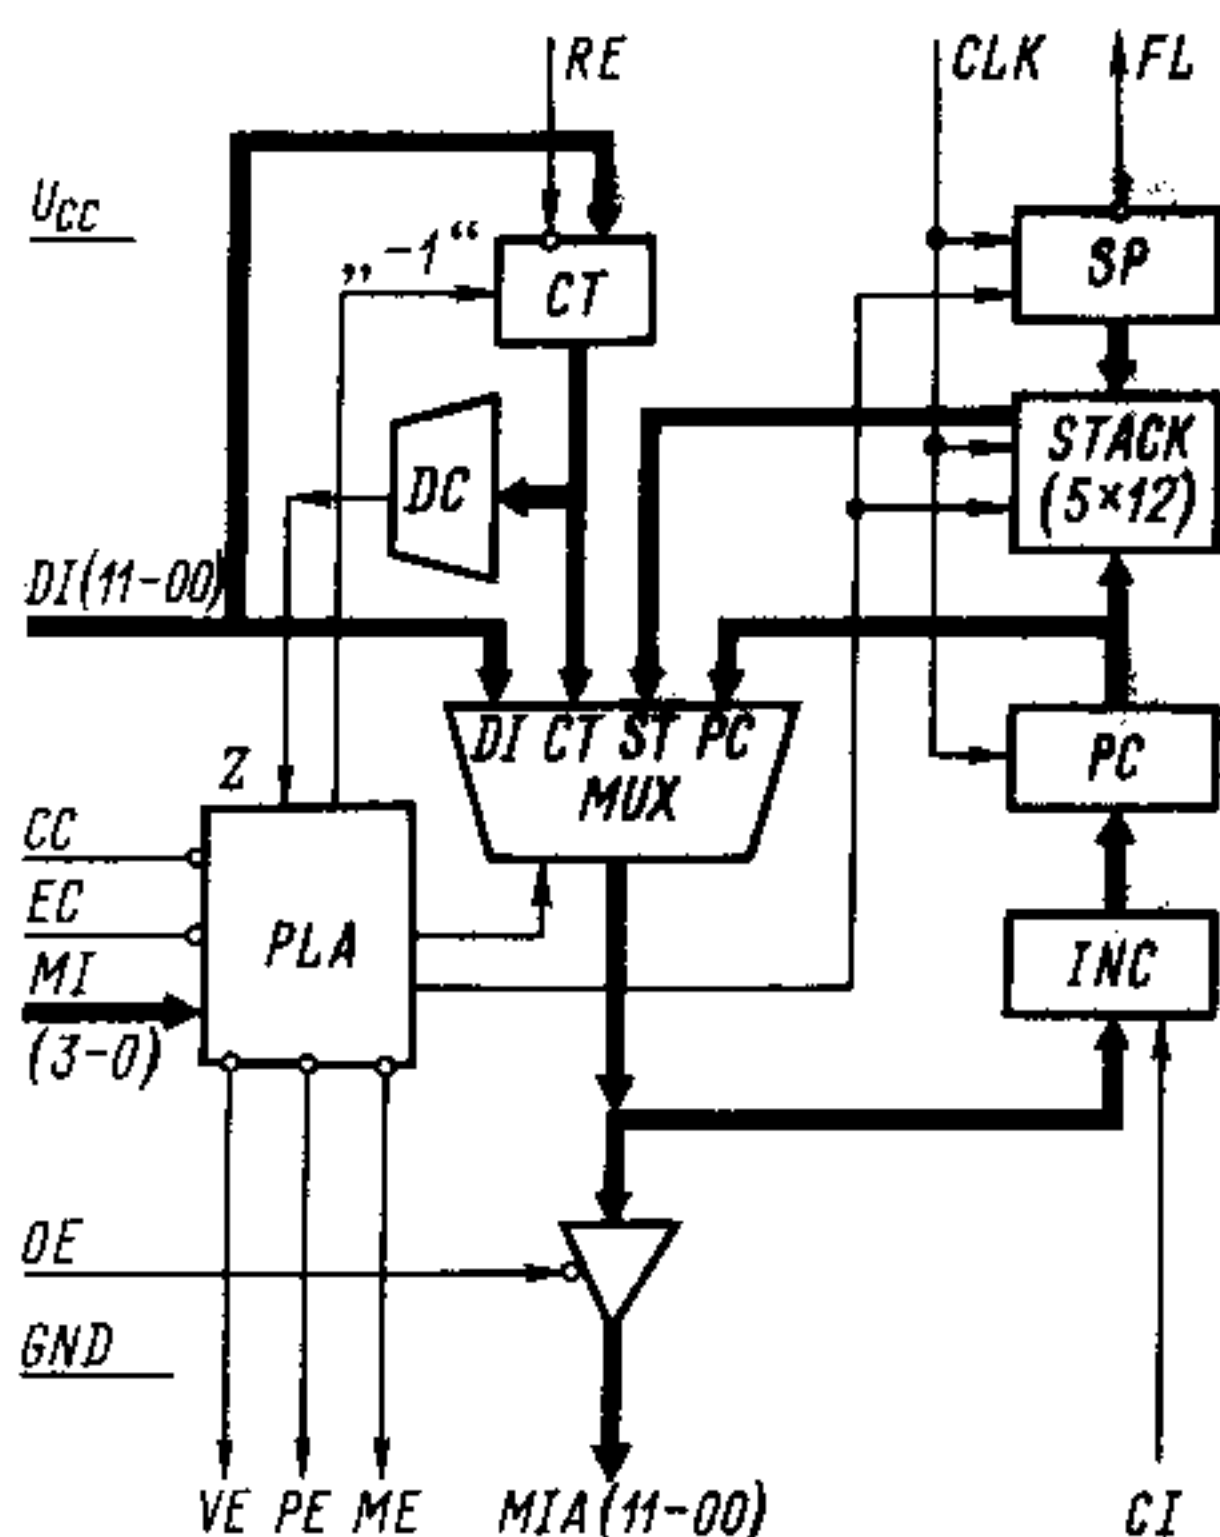 RE
CLK
FL
UCC
„-1“
CT
SP
DC
STACK
(5×12)
DI(11-00)
DI CT ST PC
MUX
PC
Z
CC
EC
MI
(3-0)
PLA
INC
OE
GND
VE
PE
ME
MIA(11-00)
CI